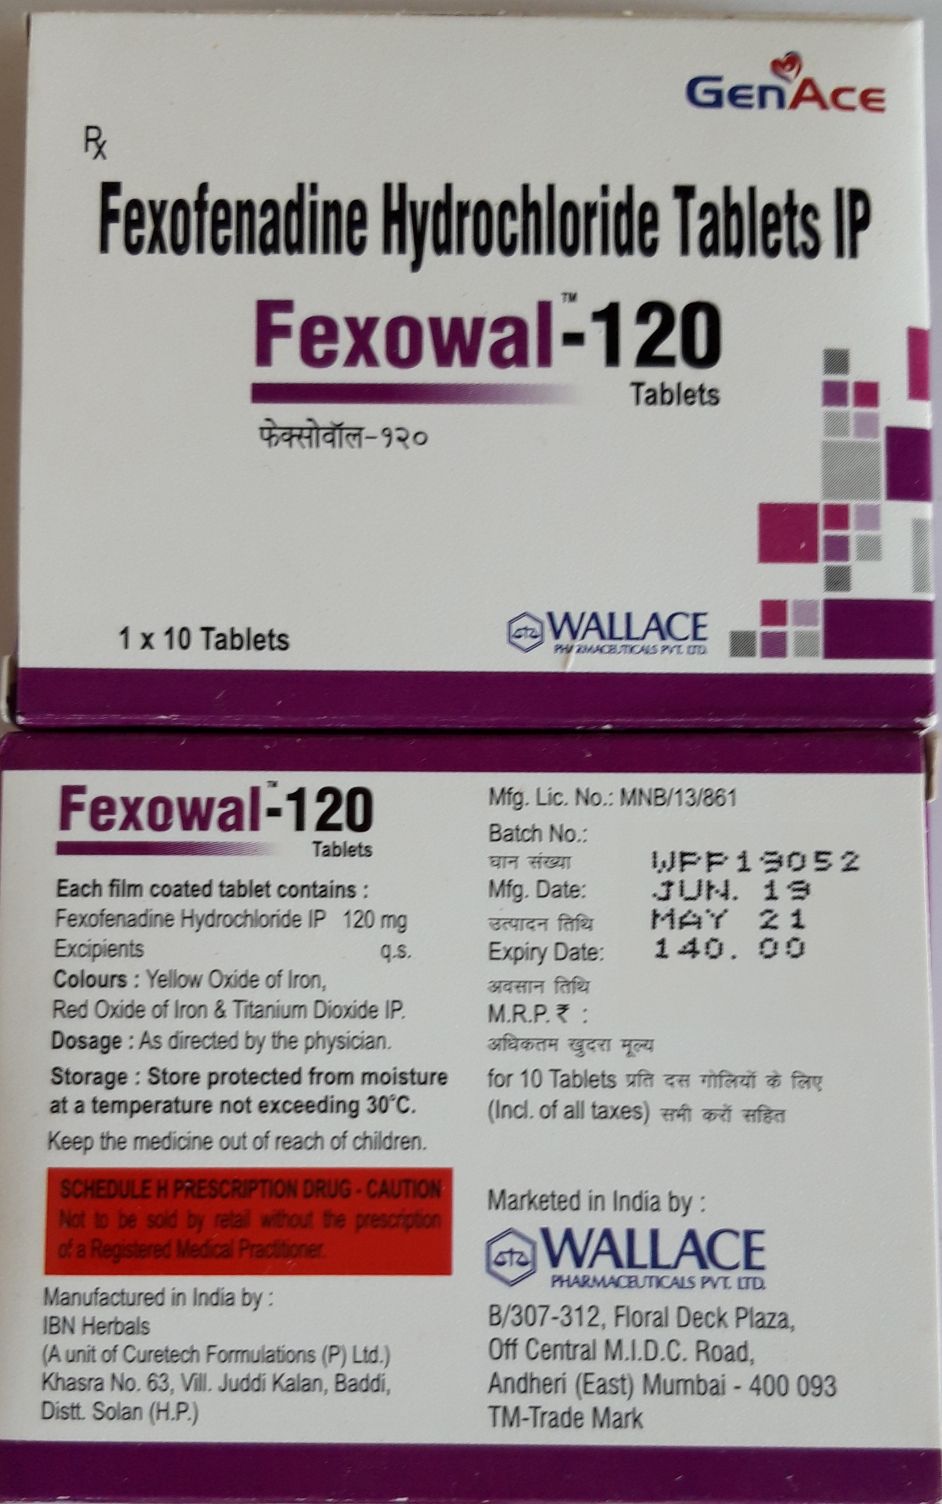 GenAce
Rx
Fexofenadine Hydrochloride Tablets IP
Fexowal™-120
Tablets
फेक्सोवॉल-१२०
1 x 10 Tablets
WALLACE
PHARMACEUTICALS PVT. LTD.
Fexowal™-120
Tablets
Each film coated tablet contains :
Fexofenadine Hydrochloride IP 120 mg
Excipients q.s.
Colours : Yellow Oxide of Iron,
Red Oxide of Iron & Titanium Dioxide IP.
Dosage : As directed by the physician.
Storage : Store protected from moisture
at a temperature not exceeding 30°C.
Keep the medicine out of reach of children.
SCHEDULE H PRESCRIPTION DRUG - CAUTION
Not to be sold by retail without the prescription
of a Registered Medical Practitioner.
Manufactured in India by :
IBN Herbals
(A unit of Curetech Formulations (P) Ltd.)
Khasra No. 63, Vill. Juddi Kalan, Baddi,
Distt. Solan (H.P.)
Mfg. Lic. No.: MNB/13/861
Batch No.:
घान संख्या WPP19052
Mfg. Date: JUN. 19
उत्पादन तिथि MAY 21
Expiry Date: 140.00
अवसान तिथि
M.R.P. ₹ :
अधिकतम खुदरा मूल्य
for 10 Tablets प्रति दस गोलियों के लिए
(Incl. of all taxes) सभी करों सहित
Marketed in India by :
WALLACE
PHARMACEUTICALS PVT. LTD.
B/307-312, Floral Deck Plaza,
Off Central M.I.D.C. Road,
Andheri (East) Mumbai - 400 093
TM-Trade Mark